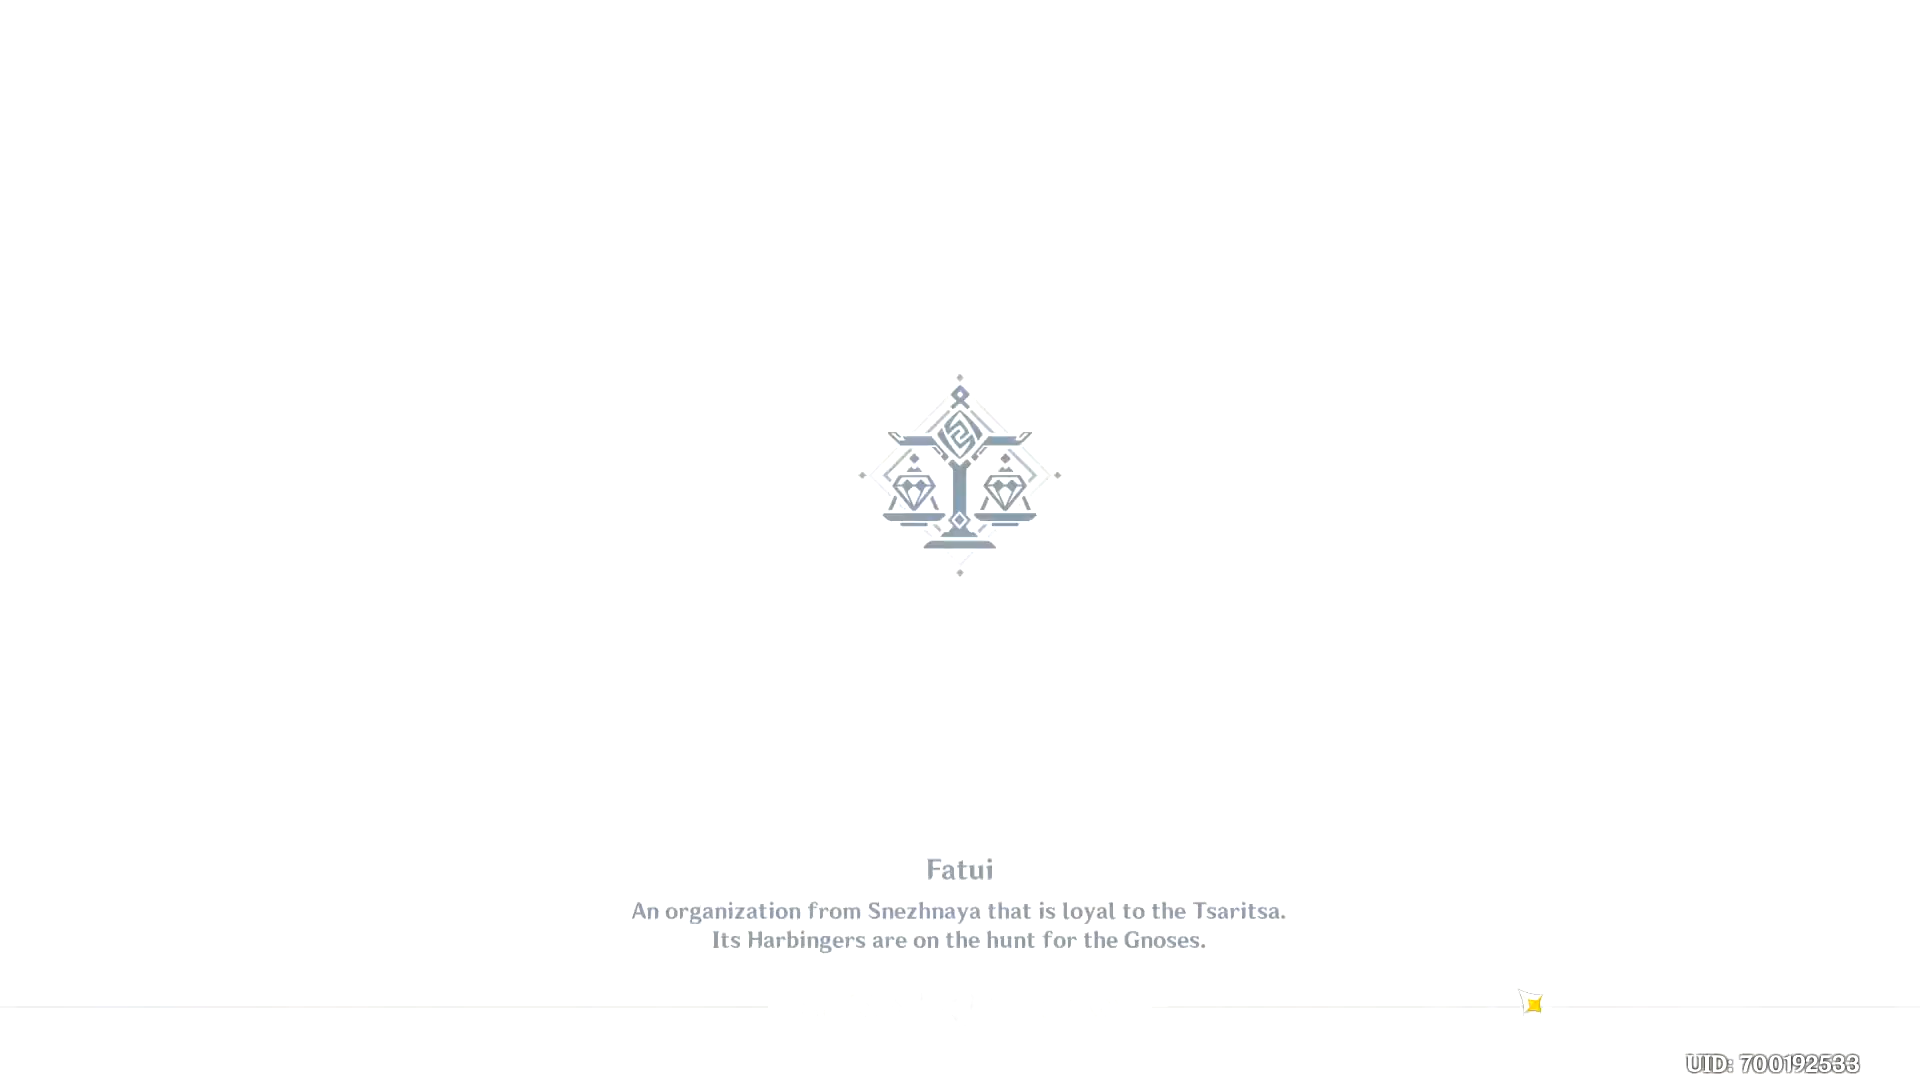 Fatui
An organization from Snezhnaya that is loyal to the Tsaritsa.
Its Harbingers are on the hunt for the Gnoses.
UID: 700192533